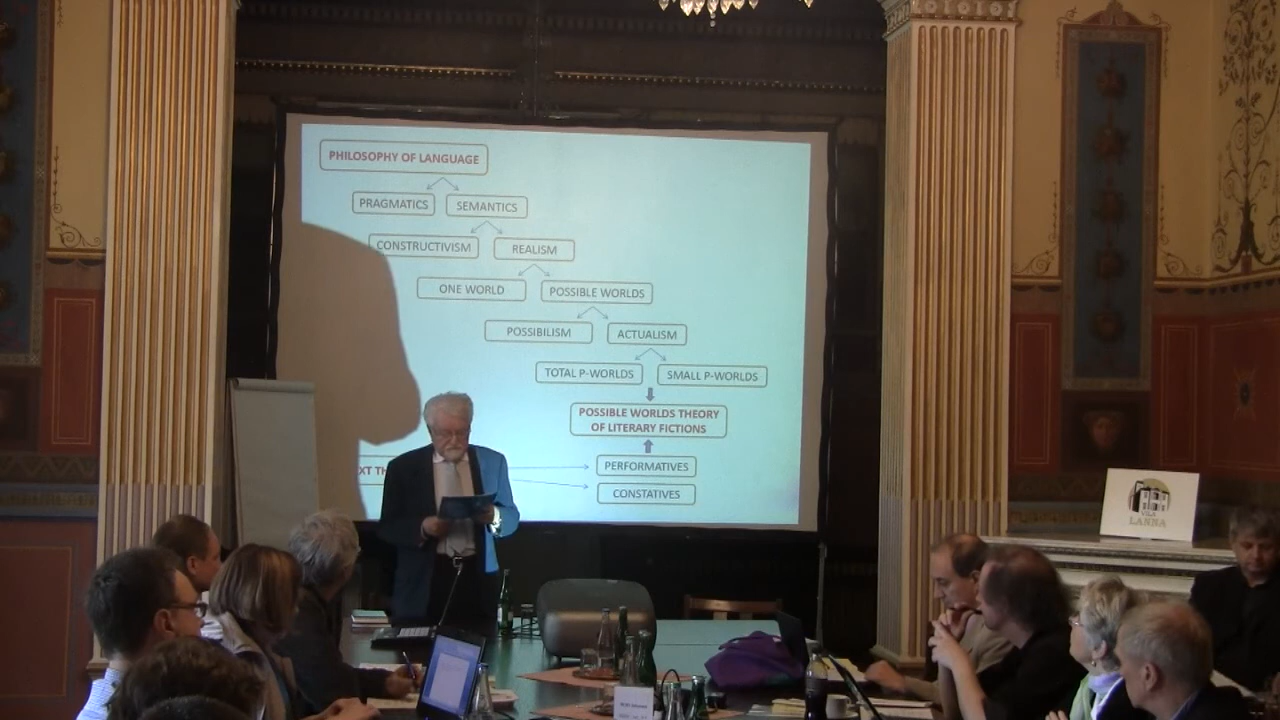 PHILOSOPHY OF LANGUAGE
PRAGMATICS
SEMANTICS
CONSTRUCTIVISM
REALISM
ONE WORLD
POSSIBLE WORLDS
POSSIBILISM
ACTUALISM
TOTAL P-WORLDS
SMALL P-WORLDS
POSSIBLE WORLDS THEORY
OF LITERARY FICTIONS
PERFORMATIVES
CONSTATIVES
VILA
LANNA